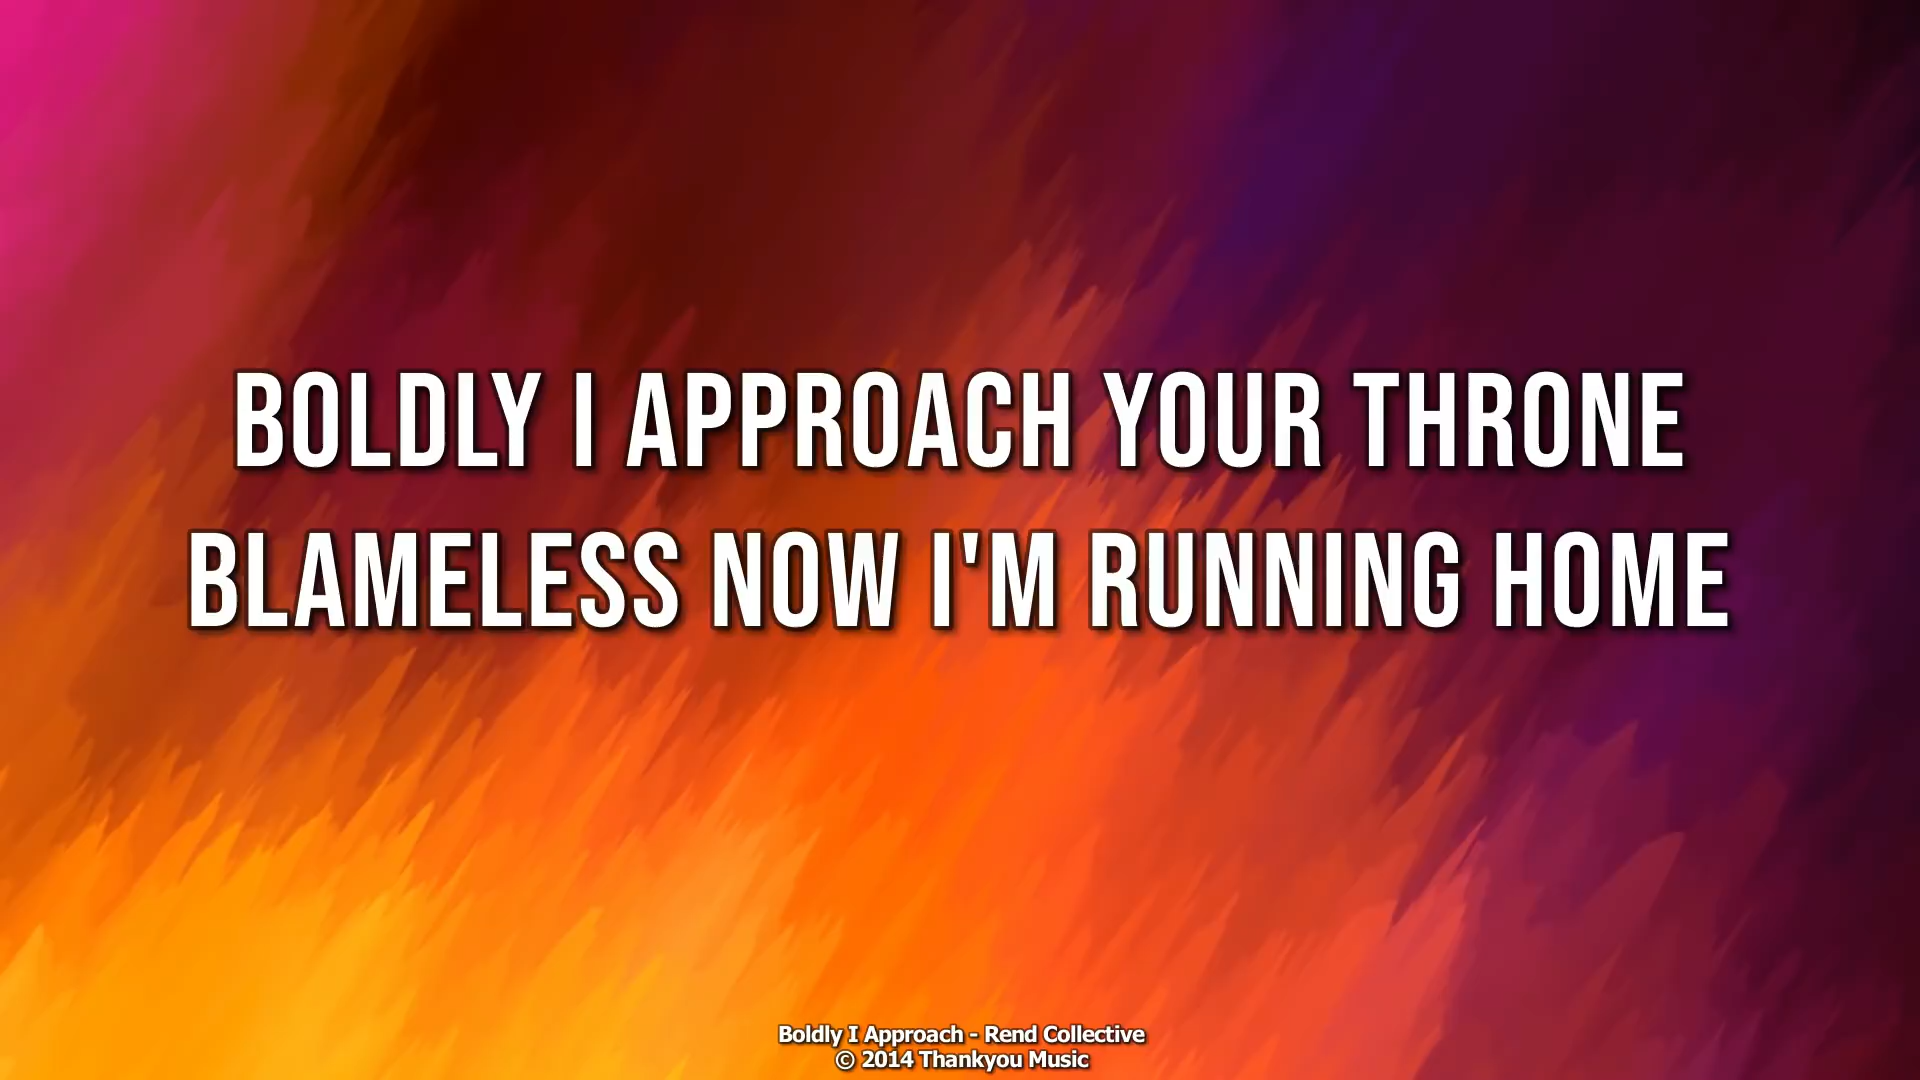 BOLDLY I APPROACH YOUR THRONE
BLAMELESS NOW I'M RUNNING HOME
Boldly I Approach - Rend Collective
© 2014 Thankyou Music